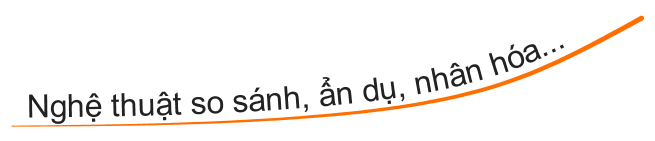 Nghệ thuật so sánh, ẩn dụ, nhân hóa...